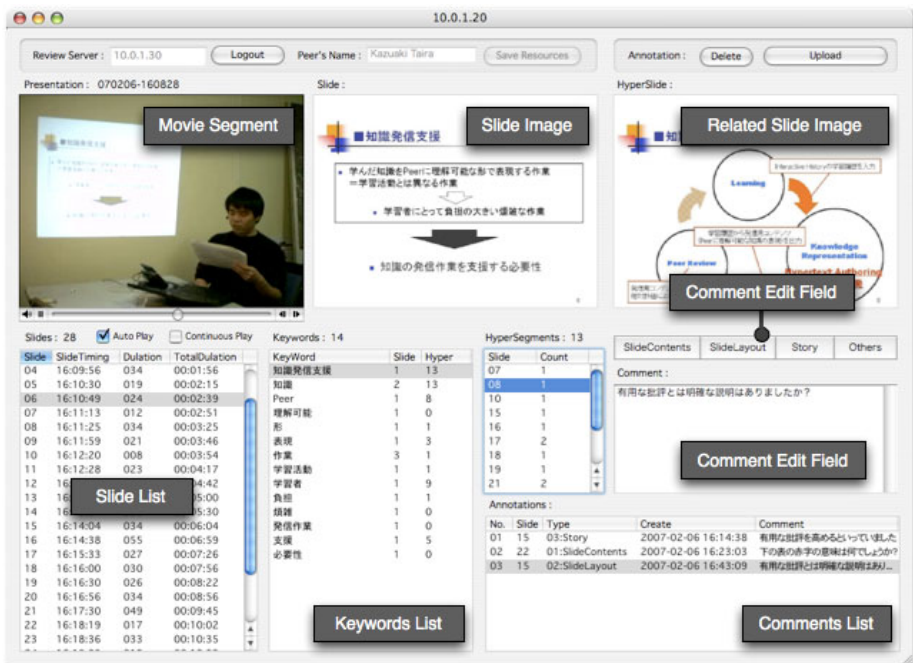 10.0.1.20
Review Server : 10.0.1.30 Logout Peer's Name : Kazuaki Taira Save Resources Annotation : Delete Upload
Presentation : 070206-160828 Slide : HyperSlide :
Movie Segment
Slide Image
Related Slide Image
■知識発信支援
■知識発信支援
学んだ知識をPeerに理解可能な形で表現する作業
＝学習活動とは異なる作業
学習者にとって負担の大きい煩雑な作業
知識の発信作業を支援する必要性
Learning
Peer Review
Knowledge
Representation
Hypertext Authoring
Comment Edit Field
Slides : 28 Auto Play Continuous Play Keywords : 14 HyperSegments : 13
SlideContents SlideLayout Story Others
Slide SlideTiming Dulation TotalDulation
04 16:09:56 034 00:01:56
05 16:10:30 019 00:02:15
06 16:10:49 024 00:02:39
07 16:11:13 012 00:02:51
08 16:11:25 034 00:03:25
09 16:11:59 021 00:03:46
10 16:12:20 008 00:03:54
11 16:12:28 023 00:04:17
12 :04:42
13 :05:00
14 :05:30
15 16:14:04 034 00:06:04
16 16:14:38 055 00:06:59
17 16:15:33 027 00:07:26
18 16:16:00 030 00:07:56
19 16:16:30 026 00:08:22
20 16:16:56 034 00:08:56
21 16:17:30 049 00:09:45
22 16:18:19 017 00:10:02
23 16:18:36 033 00:10:35
Slide List
KeyWord Slide Hyper
知識発信支援 1 13
知識 2 13
Peer 1 8
理解可能 1 0
形 1 1
表現 1 3
作業 3 1
学習活動 1 1
学習者 1 9
負担 1 1
煩雑 1 0
発信作業 1 0
支援 1 5
必要性 1 0
Keywords List
Slide Count
07 1
08 1
10 1
15 1
16 1
17 2
18 1
19 1
21 2
Comment :
有用な批評とは明確な説明はありましたか？
Comment Edit Field
Annotations :
No. Slide Type Create Comment
01 15 03:Story 2007-02-06 16:14:38 有用な批評を高めるといっていました
02 22 01:SlideContents 2007-02-06 16:23:03 下の表の赤字の意味は何でしょうか?
03 15 02:SlideLayout 2007-02-06 16:43:09 有用な批評とは明確な説明はあり...
Comments List